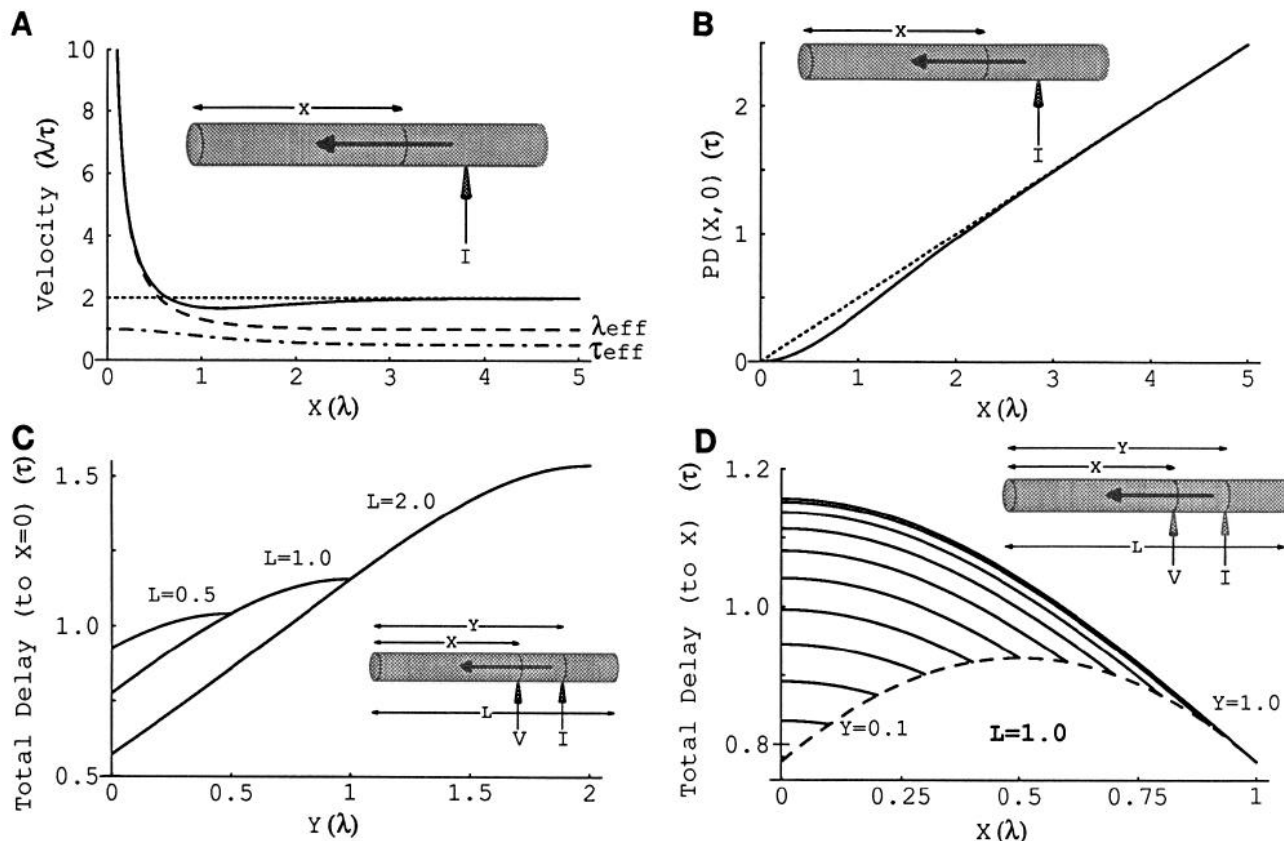 A
Velocity (λ/τ)
10
8
6
4
2
0
X
I
λeff
τeff
0 1 2 3 4 5
X(λ)
B
PD(X,0) (τ)
2
1
0
X
I
0 1 2 3 4 5
X(λ)
C
Total Delay (to X=0) (τ)
1.5
1.0
0.5
L=2.0
L=1.0
L=0.5
Y
X
L
V I
0 0.5 1 1.5 2
Y(λ)
D
Total Delay (to X) (τ)
1.2
1.0
0.8
Y
X
L
V I
Y=0.1
L=1.0
Y=1.0
0 0.25 0.5 0.75 1
X(λ)